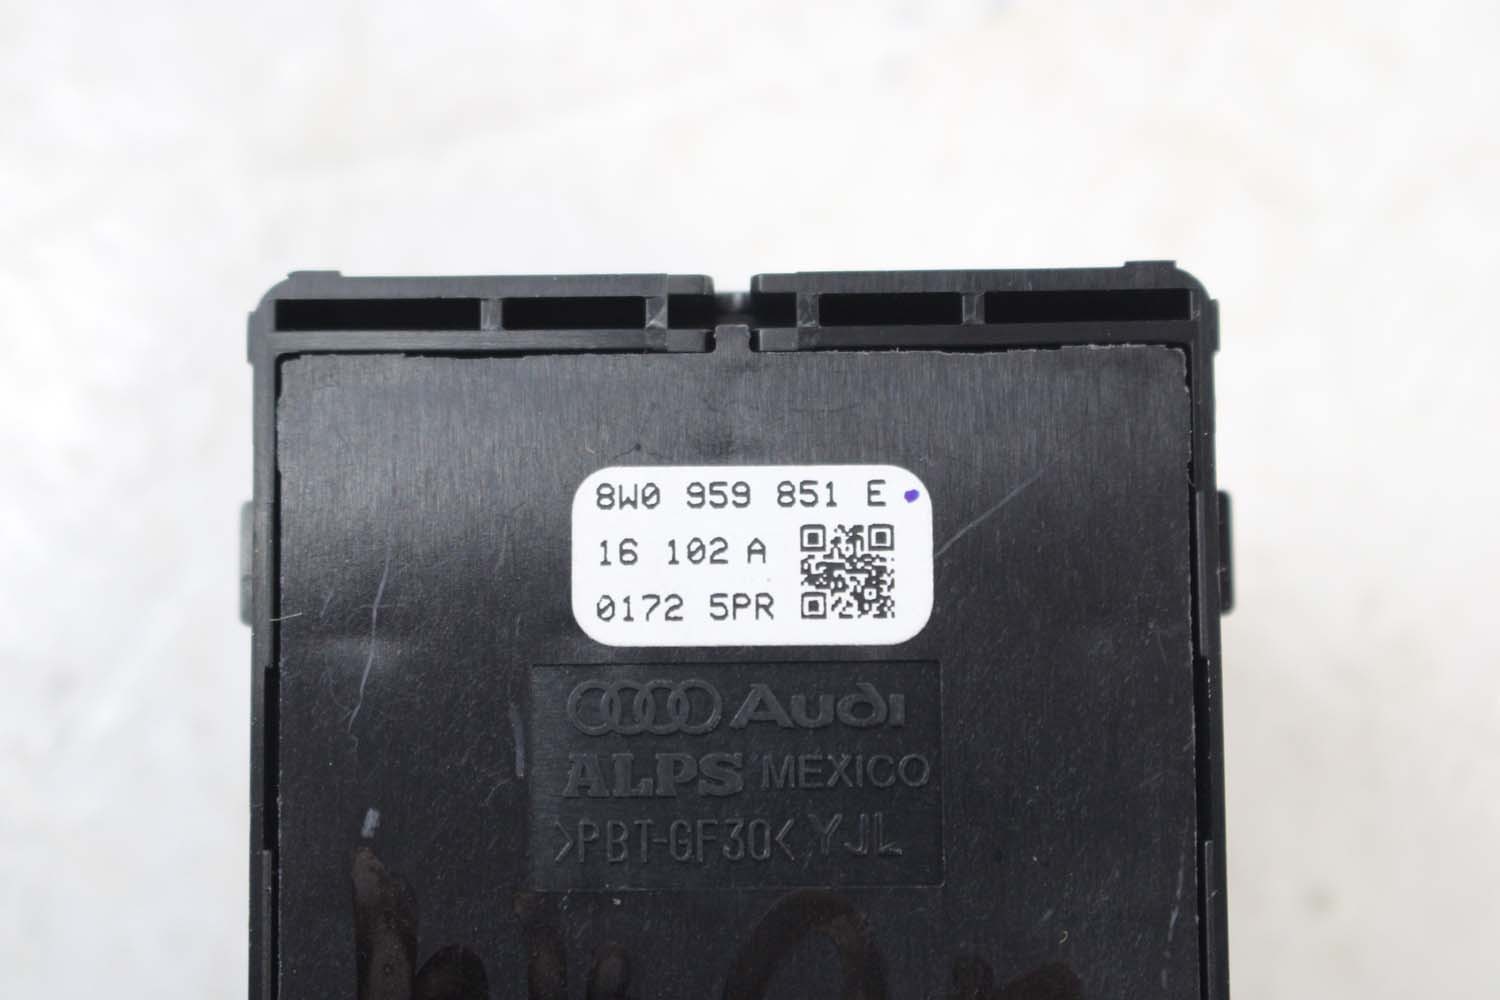 8W0 959 851 E
16 102 A
0172 5PR
Audi
ALPS MEXICO
>PBT-GF30< YJL